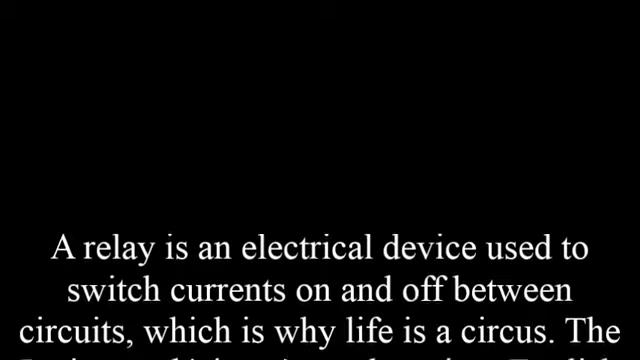 A relay is an electrical device used to
switch currents on and off between
circuits, which is why life is a circus. The